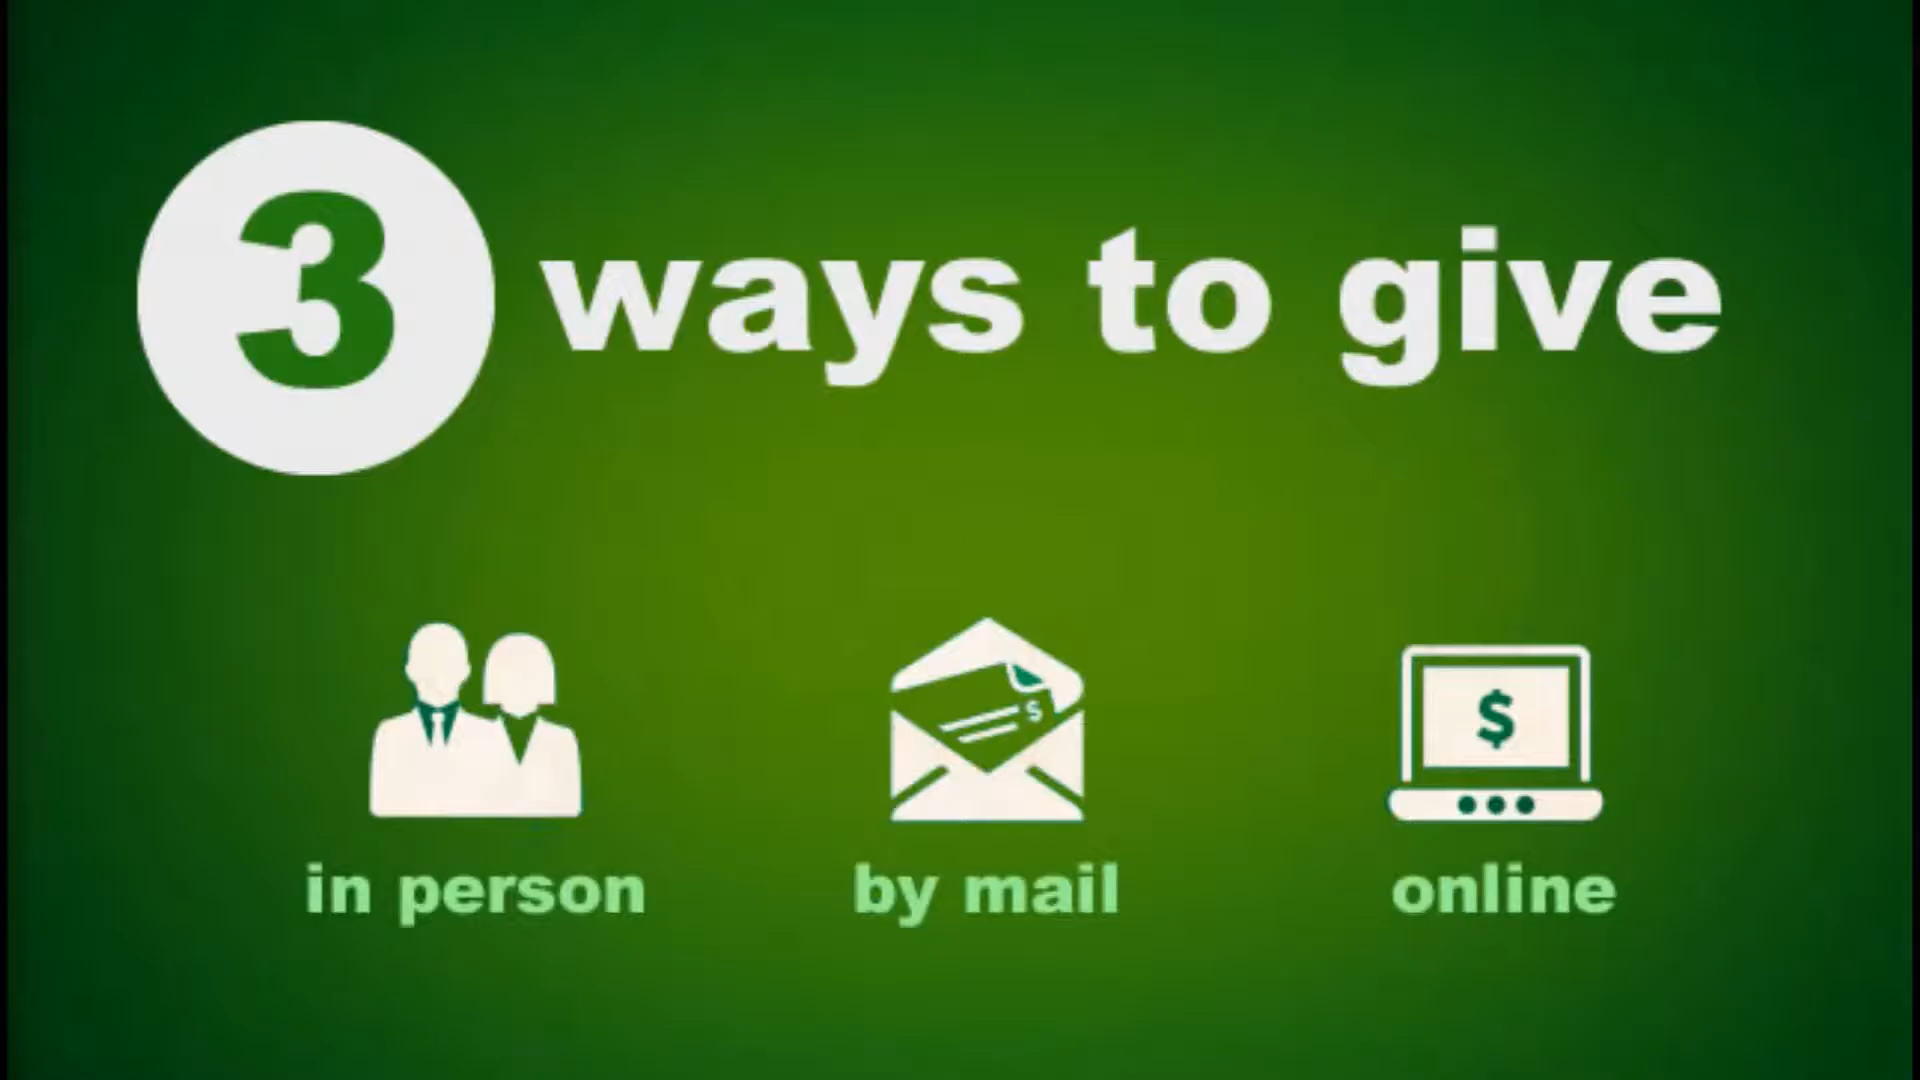 3 ways to give
$
$
in person
by mail
online